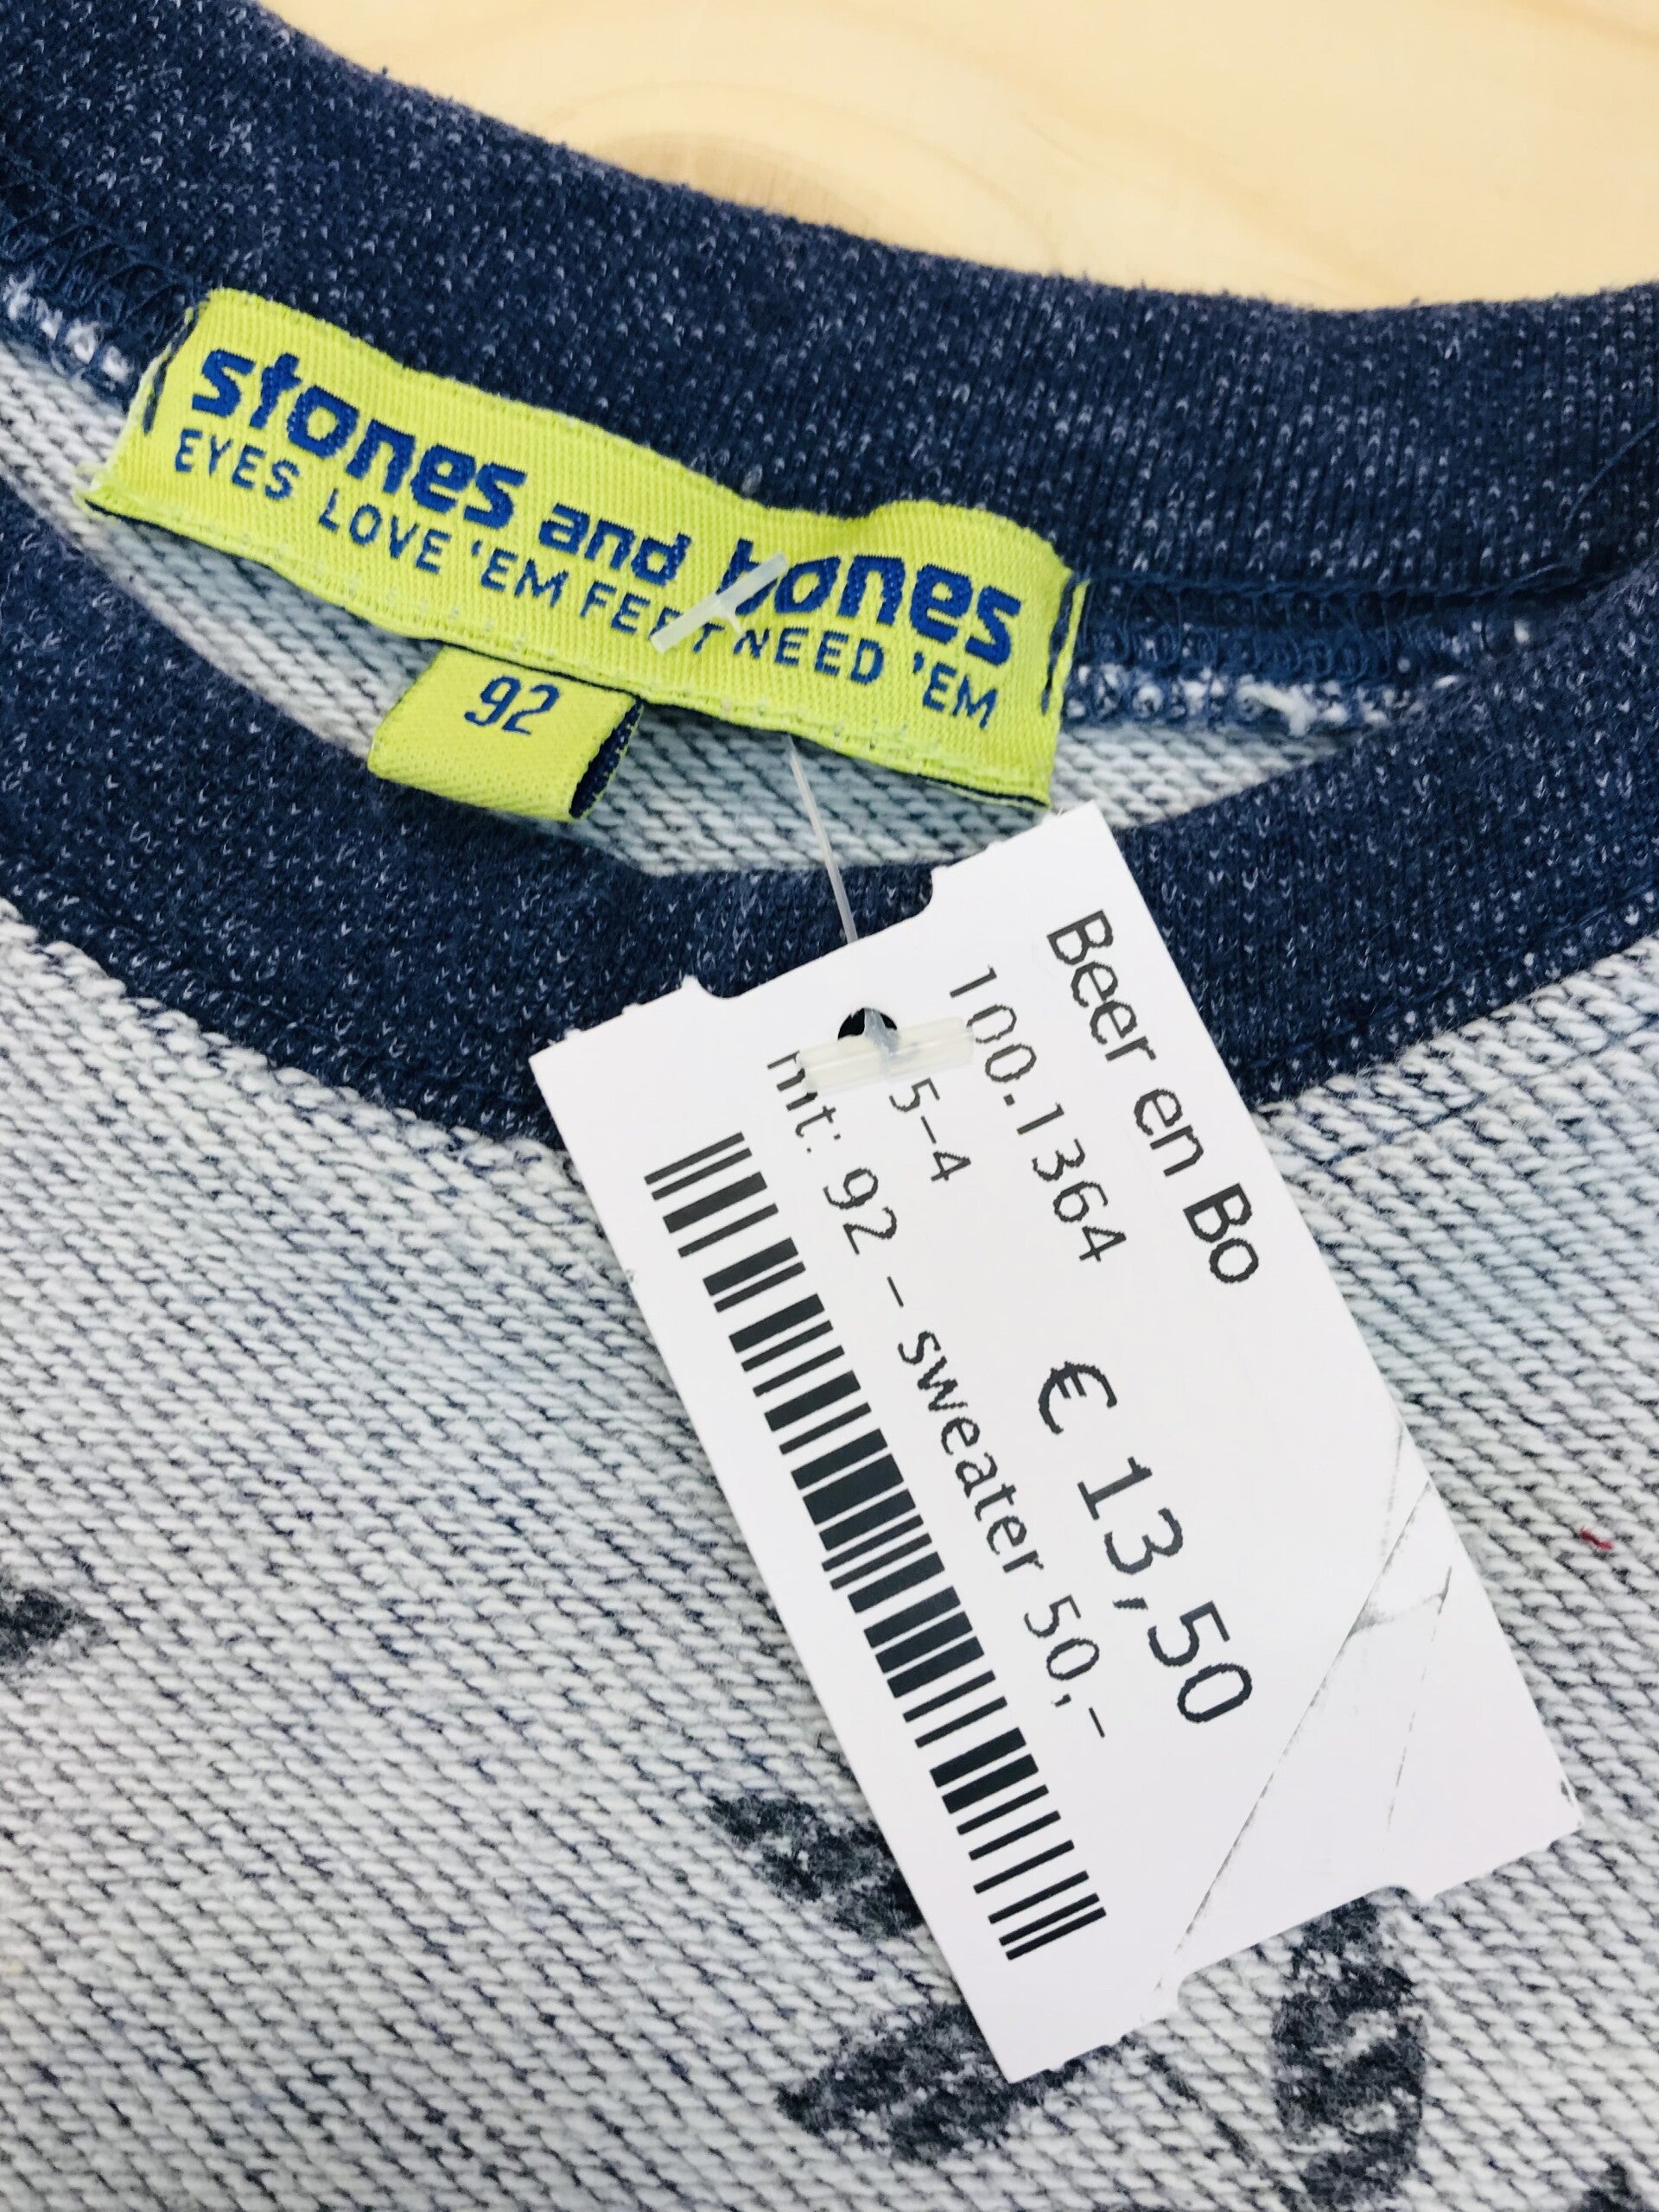 stones and bones
EYES LOVE 'EM FEET NEED 'EM
92
Beer en Bo
100.1364
€ 13,50
5-4
mt: 92 - sweater 50,-